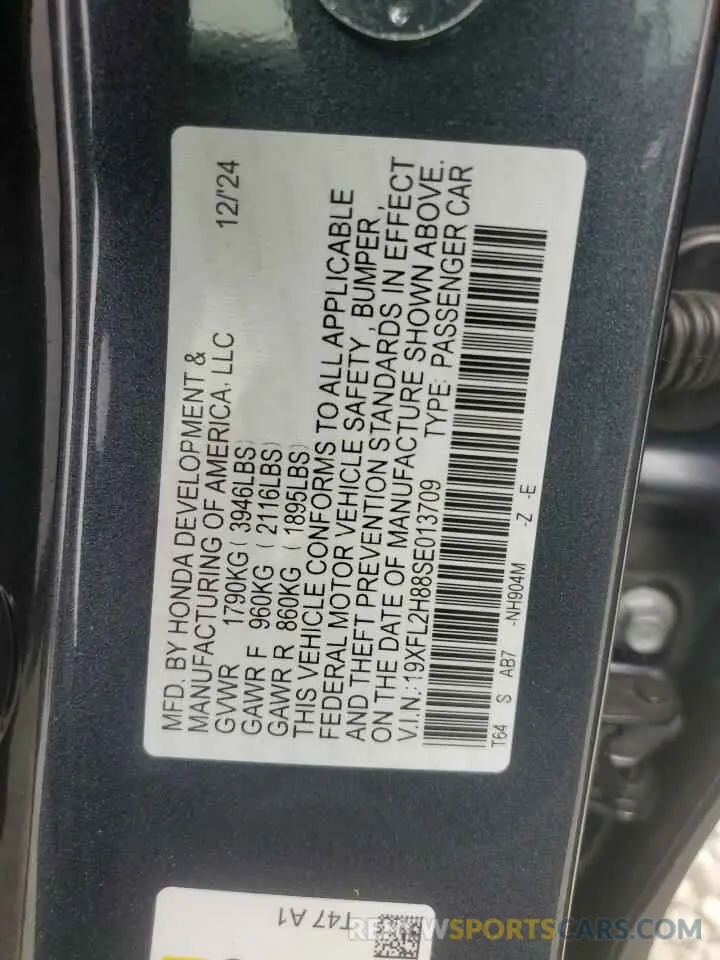 MFD. BY HONDA DEVELOPMENT &
MANUFACTURING OF AMERICA, LLC 12/'24
GVWR 1790KG ( 3946LBS)
GAWR F 960KG ( 2116LBS)
GAWR R 860KG ( 1895LBS)
THIS VEHICLE CONFORMS TO ALL APPLICABLE
FEDERAL MOTOR VEHICLE SAFETY , BUMPER ,
AND THEFT PREVENTION STANDARDS IN EFFECT
ON THE DATE OF MANUFACTURE SHOWN ABOVE.
V.I.N.:19XFL2H88SE013709 TYPE: PASSENGER CAR
T64 S AB7 -NH904M -Z -E
T47 A1
REVIEWSPORTSCARS.COM